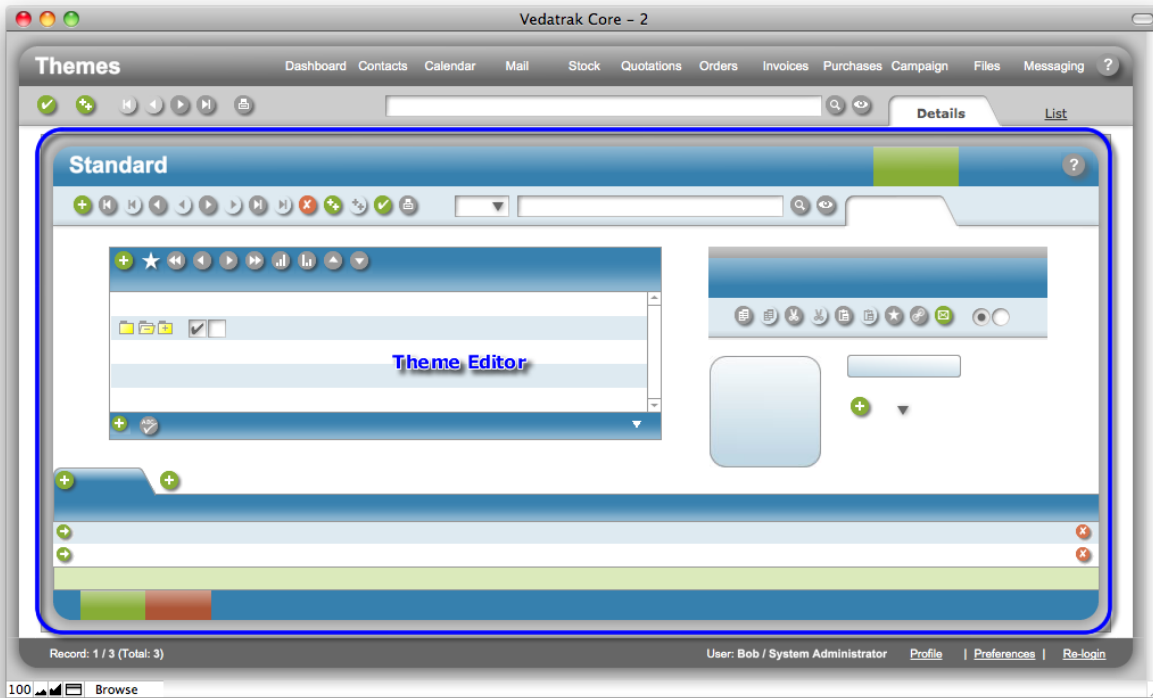 Vedatrak Core – 2
Themes Dashboard Contacts Calendar Mail Stock Quotations Orders Invoices Purchases Campaign Files Messaging ?
Details List
Standard ?
Theme Editor
ABC
Record: 1 / 3 (Total: 3) User: Bob / System Administrator Profile | Preferences | Re-login
100 Browse